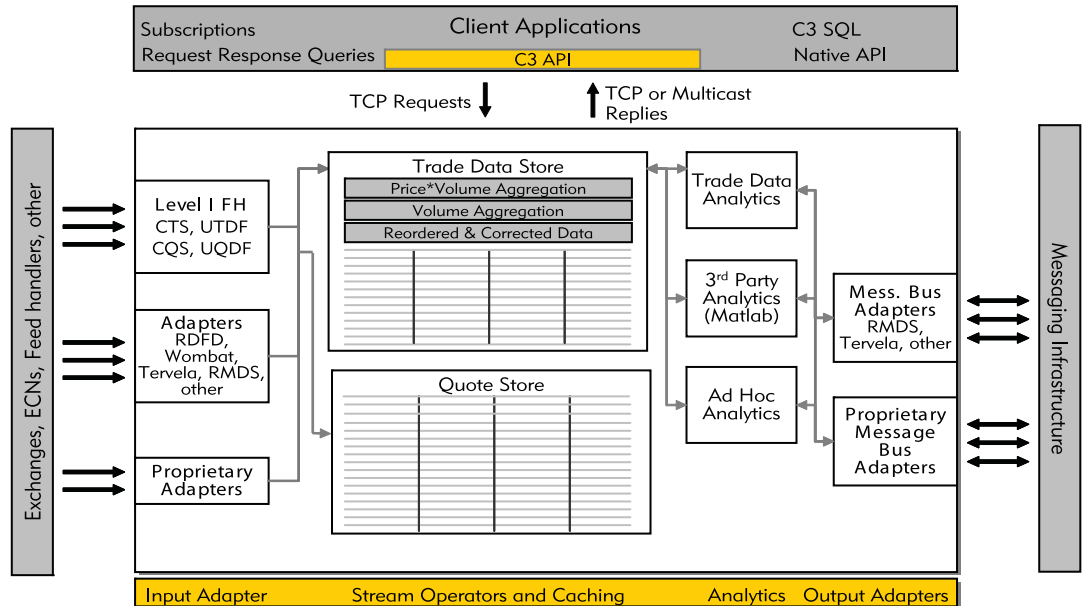 Subscriptions
Client Applications
C3 SQL
Request Response Queries
C3 API
Native API
TCP Requests
TCP or Multicast
Replies
Exchanges, ECNs, Feed handlers, other
Level I FH
CTS, UTDF
CQS, UQDF
Adapters
RDFD,
Wombat,
Tervela, RMDS,
other
Proprietary
Adapters
Trade Data Store
Price*Volume Aggregation
Volume Aggregation
Reordered & Corrected Data
Quote Store
Trade Data
Analytics
3rd Party
Analytics
(Matlab)
Ad Hoc
Analytics
Mess. Bus
Adapters
RMDS,
Tervela, other
Proprietary
Message
Bus
Adapters
Messaging Infrastructure
Input Adapter
Stream Operators and Caching
Analytics
Output Adapters